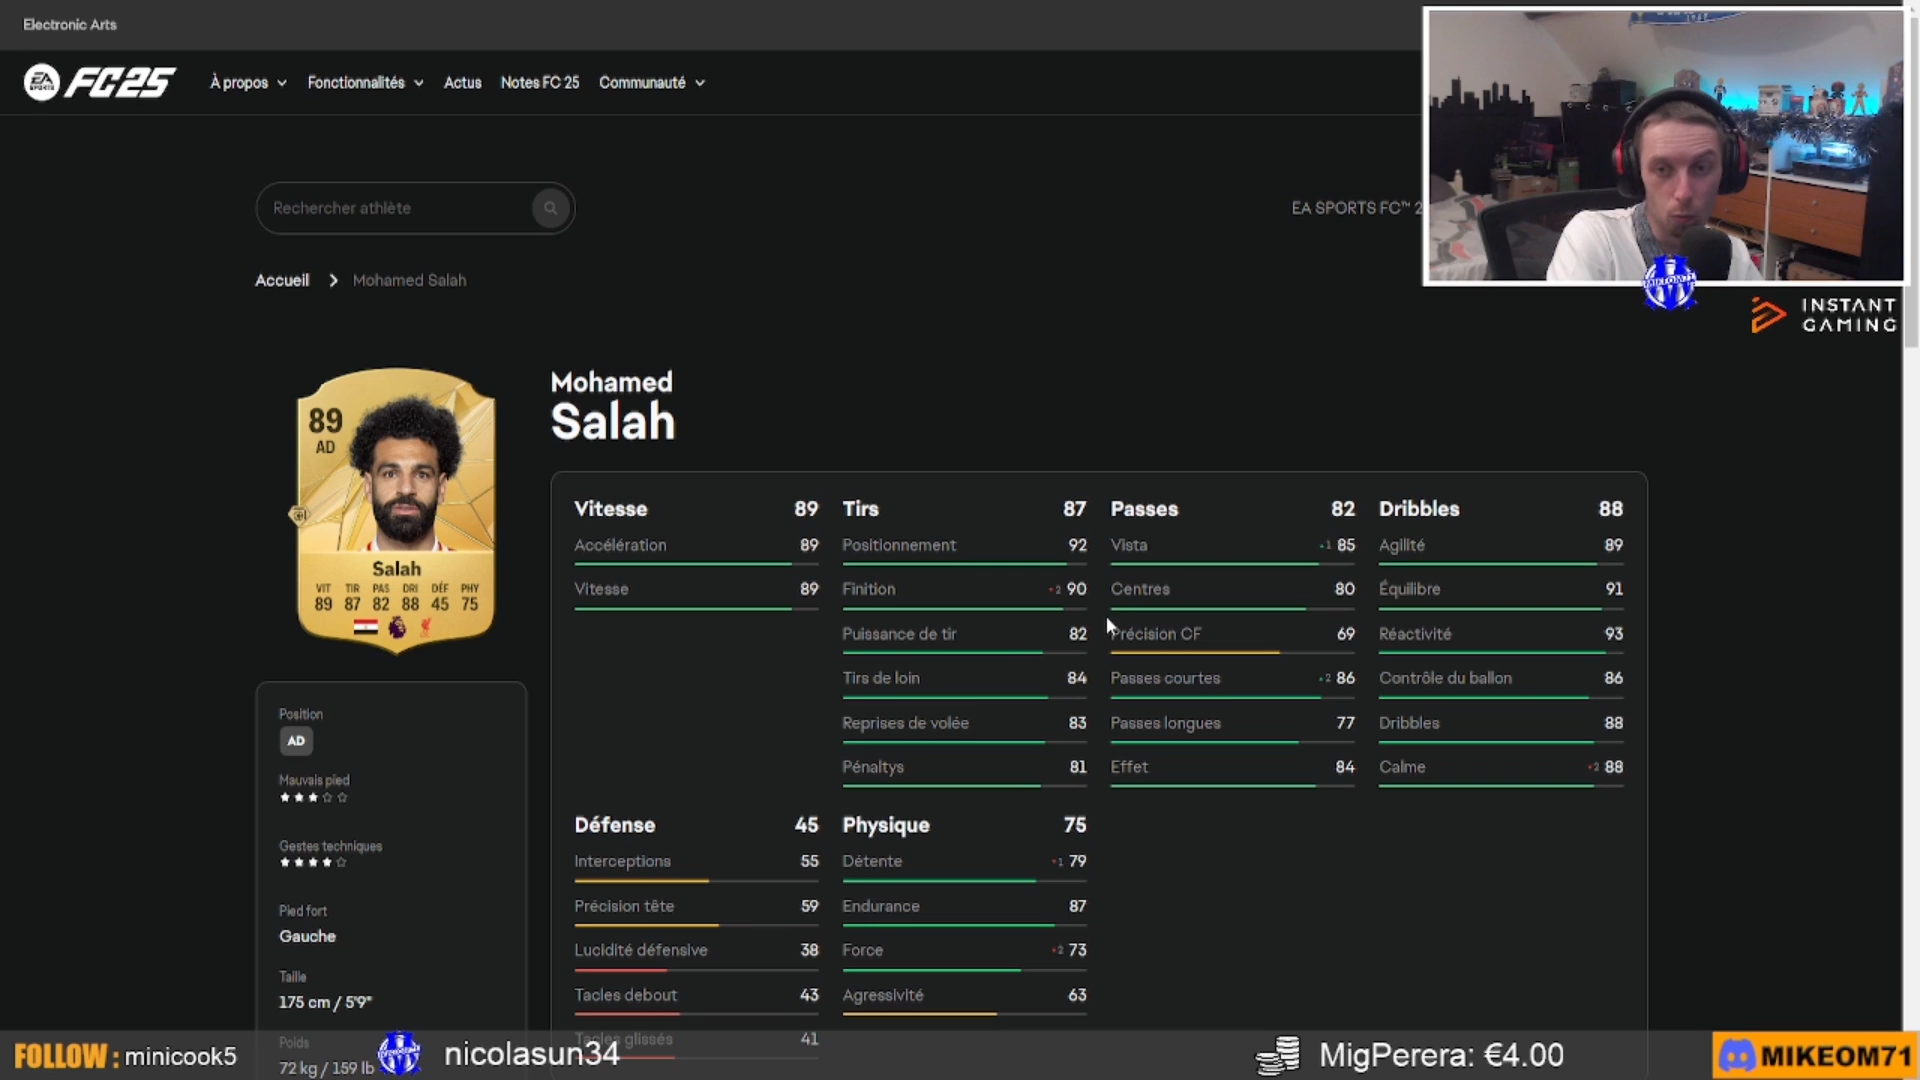 Electronic Arts
EA SPORTS FC25
À propos
Fonctionnalités
Actus
Notes FC 25
Communauté
Rechercher athlète
EA SPORTS FC™ 2
Accueil > Mohamed Salah
INSTANT GAMING
89
AD
Salah
VIT TIR PAS DRI DÉF PHY
89 87 82 88 45 75
Mohamed
Salah
Position
AD
Mauvais pied
Gestes techniques
Pied fort
Gauche
Taille
175 cm / 5'9"
Poids
72 kg / 159 lb
Vitesse 89
Accélération 89
Vitesse 89
Tirs 87
Positionnement 92
Finition 2 90
Puissance de tir 82
Tirs de loin 84
Reprises de volée 83
Pénaltys 81
Passes 82
Vista 1 85
Centres 80
Précision CF 69
Passes courtes 2 86
Passes longues 77
Effet 84
Dribbles 88
Agilité 89
Équilibre 91
Réactivité 93
Contrôle du ballon 86
Dribbles 88
Calme 2 88
Défense 45
Interceptions 55
Précision tête 59
Lucidité défensive 38
Tacles debout 43
Tacles glissés 41
Physique 75
Détente 1 79
Endurance 87
Force 2 73
Agressivité 63
FOLLOW : minicook5
nicolasun34
MigPerera: €4.00
MIKEOM71